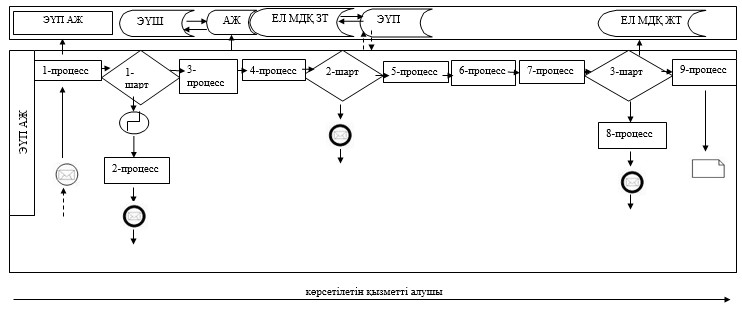 ЭҮП АЖ ЭҮШ АЖ ЕЛ МДҚ ЗТ ЭҮП ЕЛ МДҚ ЖТ
1-процесс 1-шарт 3-процесс 4-процесс 2-шарт 5-процесс 6-процесс 7-процесс 3-шарт 9-процесс
ЭҮП АЖ
8-процесс
2-процесс
көрсетілетін қызметті алушы